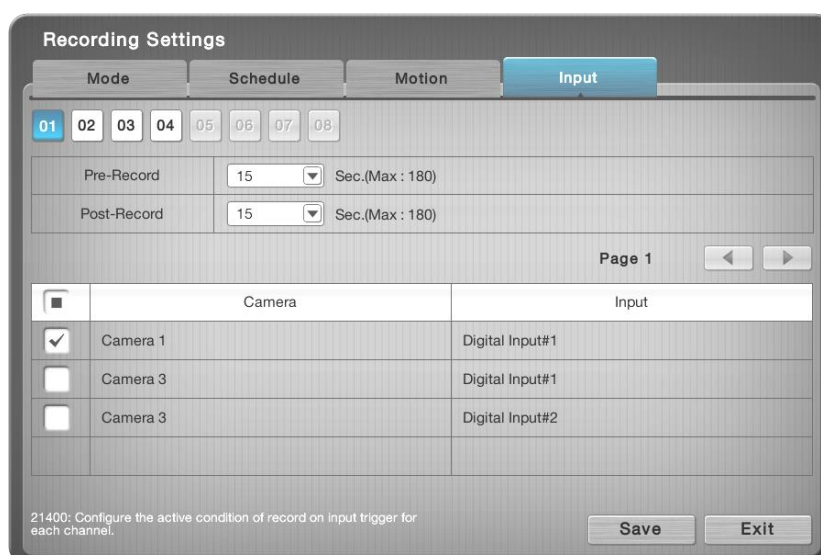 Recording Settings
Mode Schedule Motion Input
01 02 03 04 05 06 07 08
Pre-Record 15 Sec.(Max : 180)
Post-Record 15 Sec.(Max : 180)
Page 1
Camera Input
Camera 1 Digital Input#1
Camera 3 Digital Input#1
Camera 3 Digital Input#2
21400: Configure the active condition of record on input trigger for
each channel.
Save Exit